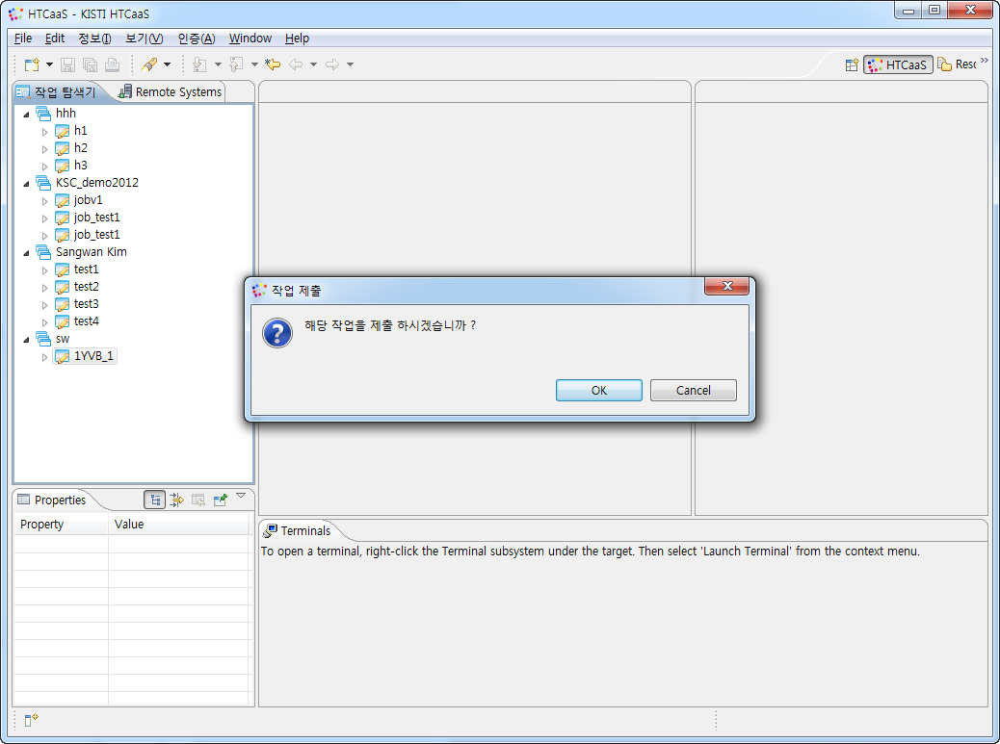 HTCaaS - KISTI HTCaaS
File Edit 정보(I) 보기(V) 인증(A) Window Help
HTCaaS
작업 탐색기
Remote Systems
hhh
h1
h2
h3
KSC_demo2012
jobv1
job_test1
job_test1
Sangwan Kim
test1
test2
test3
test4
sw
1YVB_1
작업 제출
해당 작업을 제출 하시겠습니까 ?
OK
Cancel
Properties
Property Value
Terminals
To open a terminal, right-click the Terminal subsystem under the target. Then select 'Launch Terminal' from the context menu.